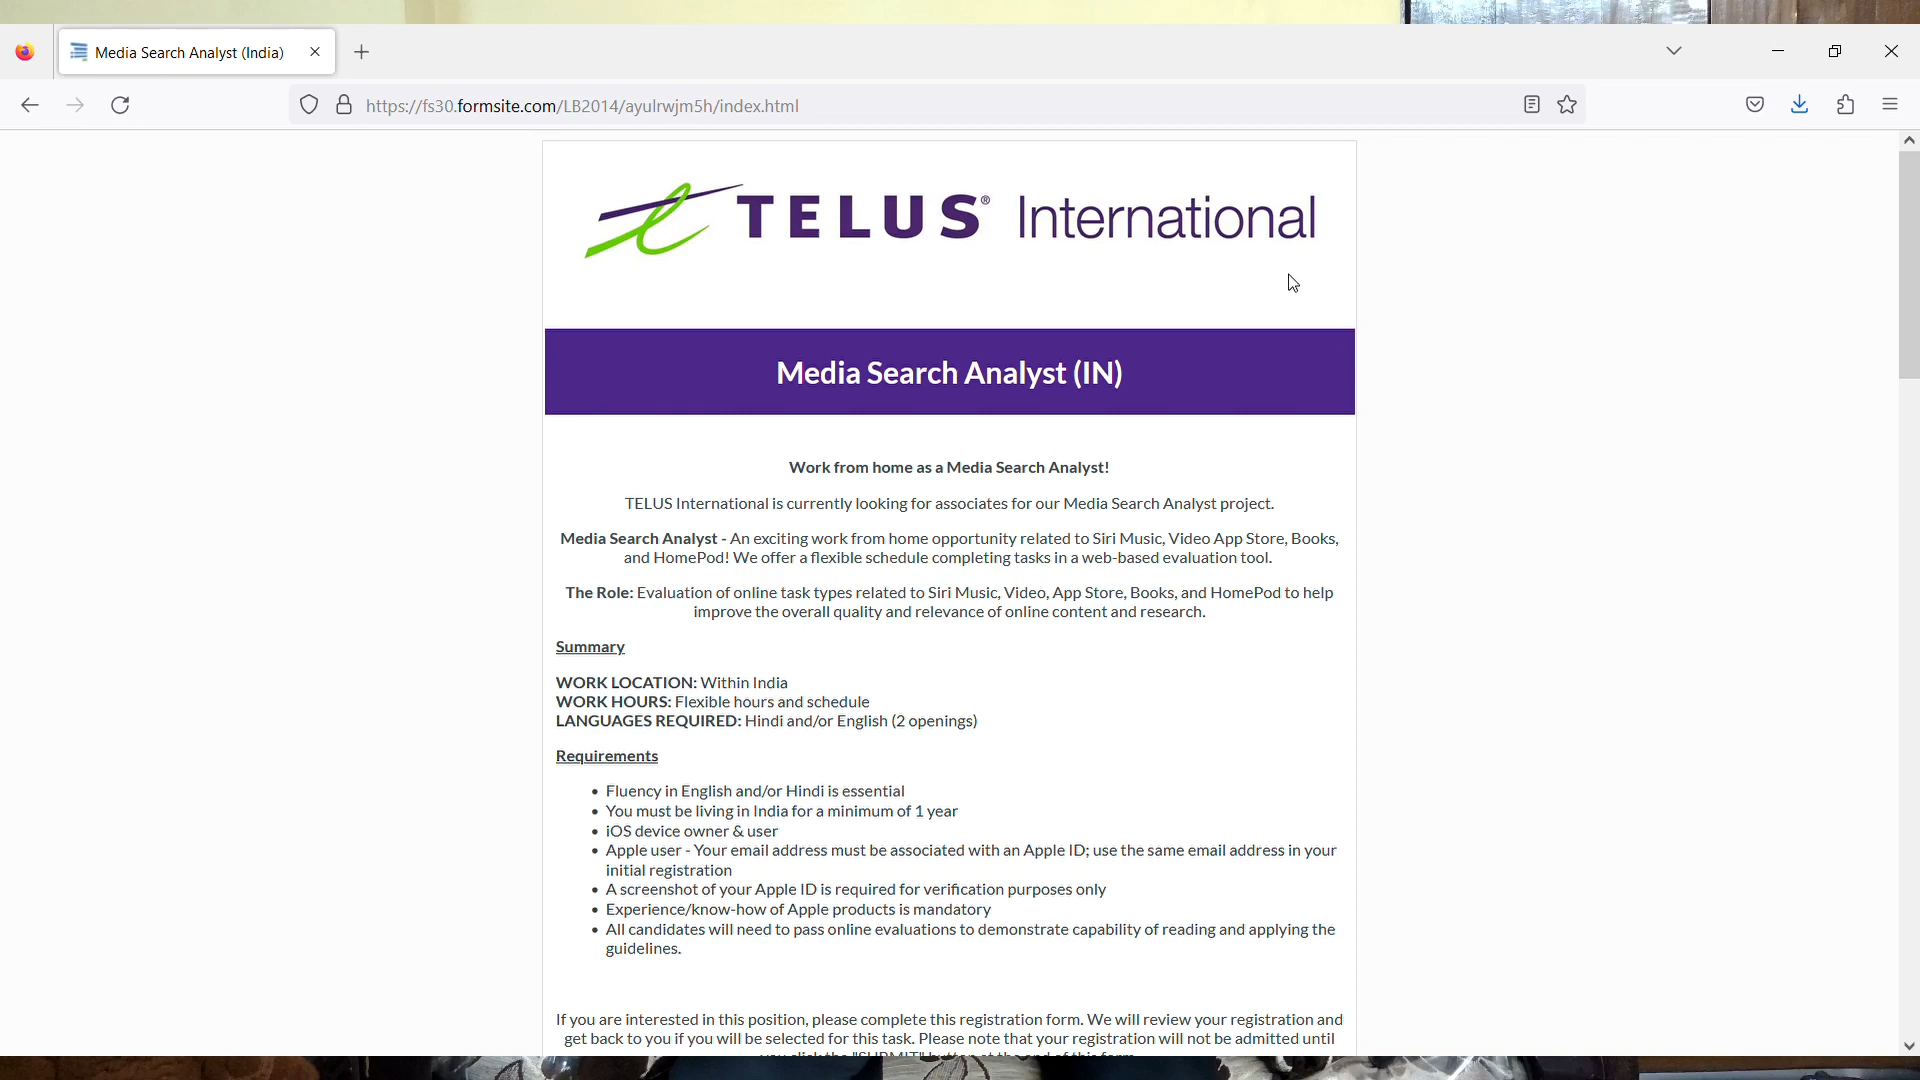 Media Search Analyst (India)
https://fs30.formsite.com/LB2014/ayulrwjm5h/index.html
TELUS® International
Media Search Analyst (IN)
Work from home as a Media Search Analyst!
TELUS International is currently looking for associates for our Media Search Analyst project.
Media Search Analyst - An exciting work from home opportunity related to Siri Music, Video App Store, Books,
and HomePod! We offer a flexible schedule completing tasks in a web-based evaluation tool.
The Role: Evaluation of online task types related to Siri Music, Video, App Store, Books, and HomePod to help
improve the overall quality and relevance of online content and research.
Summary
WORK LOCATION: Within India
WORK HOURS: Flexible hours and schedule
LANGUAGES REQUIRED: Hindi and/or English (2 openings)
Requirements
• Fluency in English and/or Hindi is essential
• You must be living in India for a minimum of 1 year
• iOS device owner & user
• Apple user - Your email address must be associated with an Apple ID; use the same email address in your
initial registration
• A screenshot of your Apple ID is required for verification purposes only
• Experience/know-how of Apple products is mandatory
• All candidates will need to pass online evaluations to demonstrate capability of reading and applying the
guidelines.
If you are interested in this position, please complete this registration form. We will review your registration and
get back to you if you will be selected for this task. Please note that your registration will not be admitted until
you click the "SUBMIT" button at the end of this form.